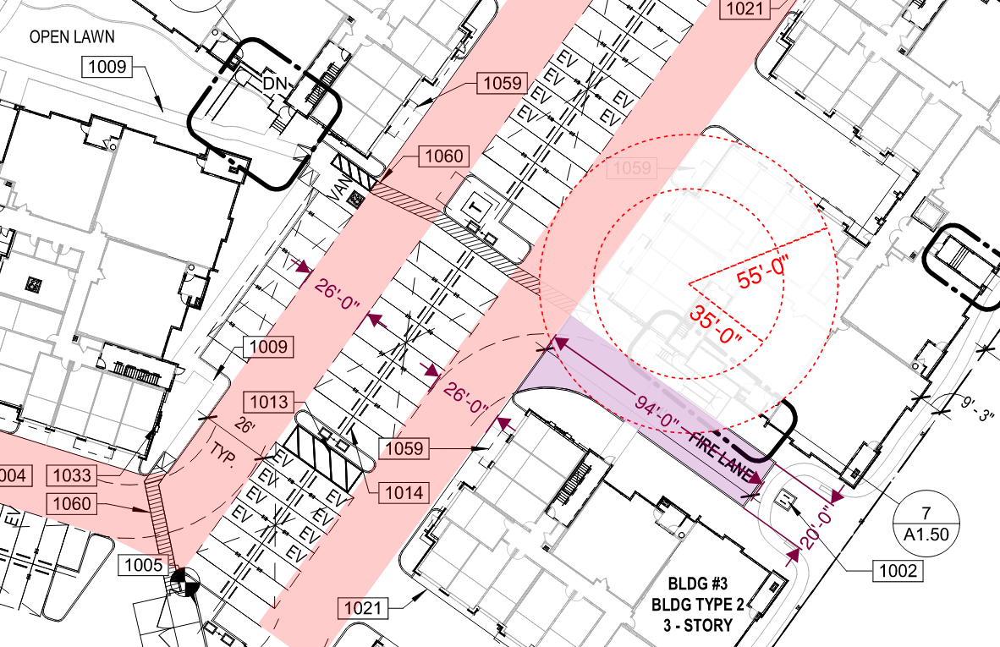 1021
OPEN LAWN
1009
DN
1059
EV
EV
EV
EV
EV
EV
1060
1059
VAN
T
55'-0"
26'-0"
35'-0"
1009
1013
26'-0"
94'-0"
9'-3"
26'
TYP.
1059
FIRE LANE
EV
004
1033
1014
EV
EV
1060
EV
EV
EV
EV
EV
EV
20'-0"
7
A1.50
1005
1002
BLDG #3
BLDG TYPE 2
3 - STORY
1021